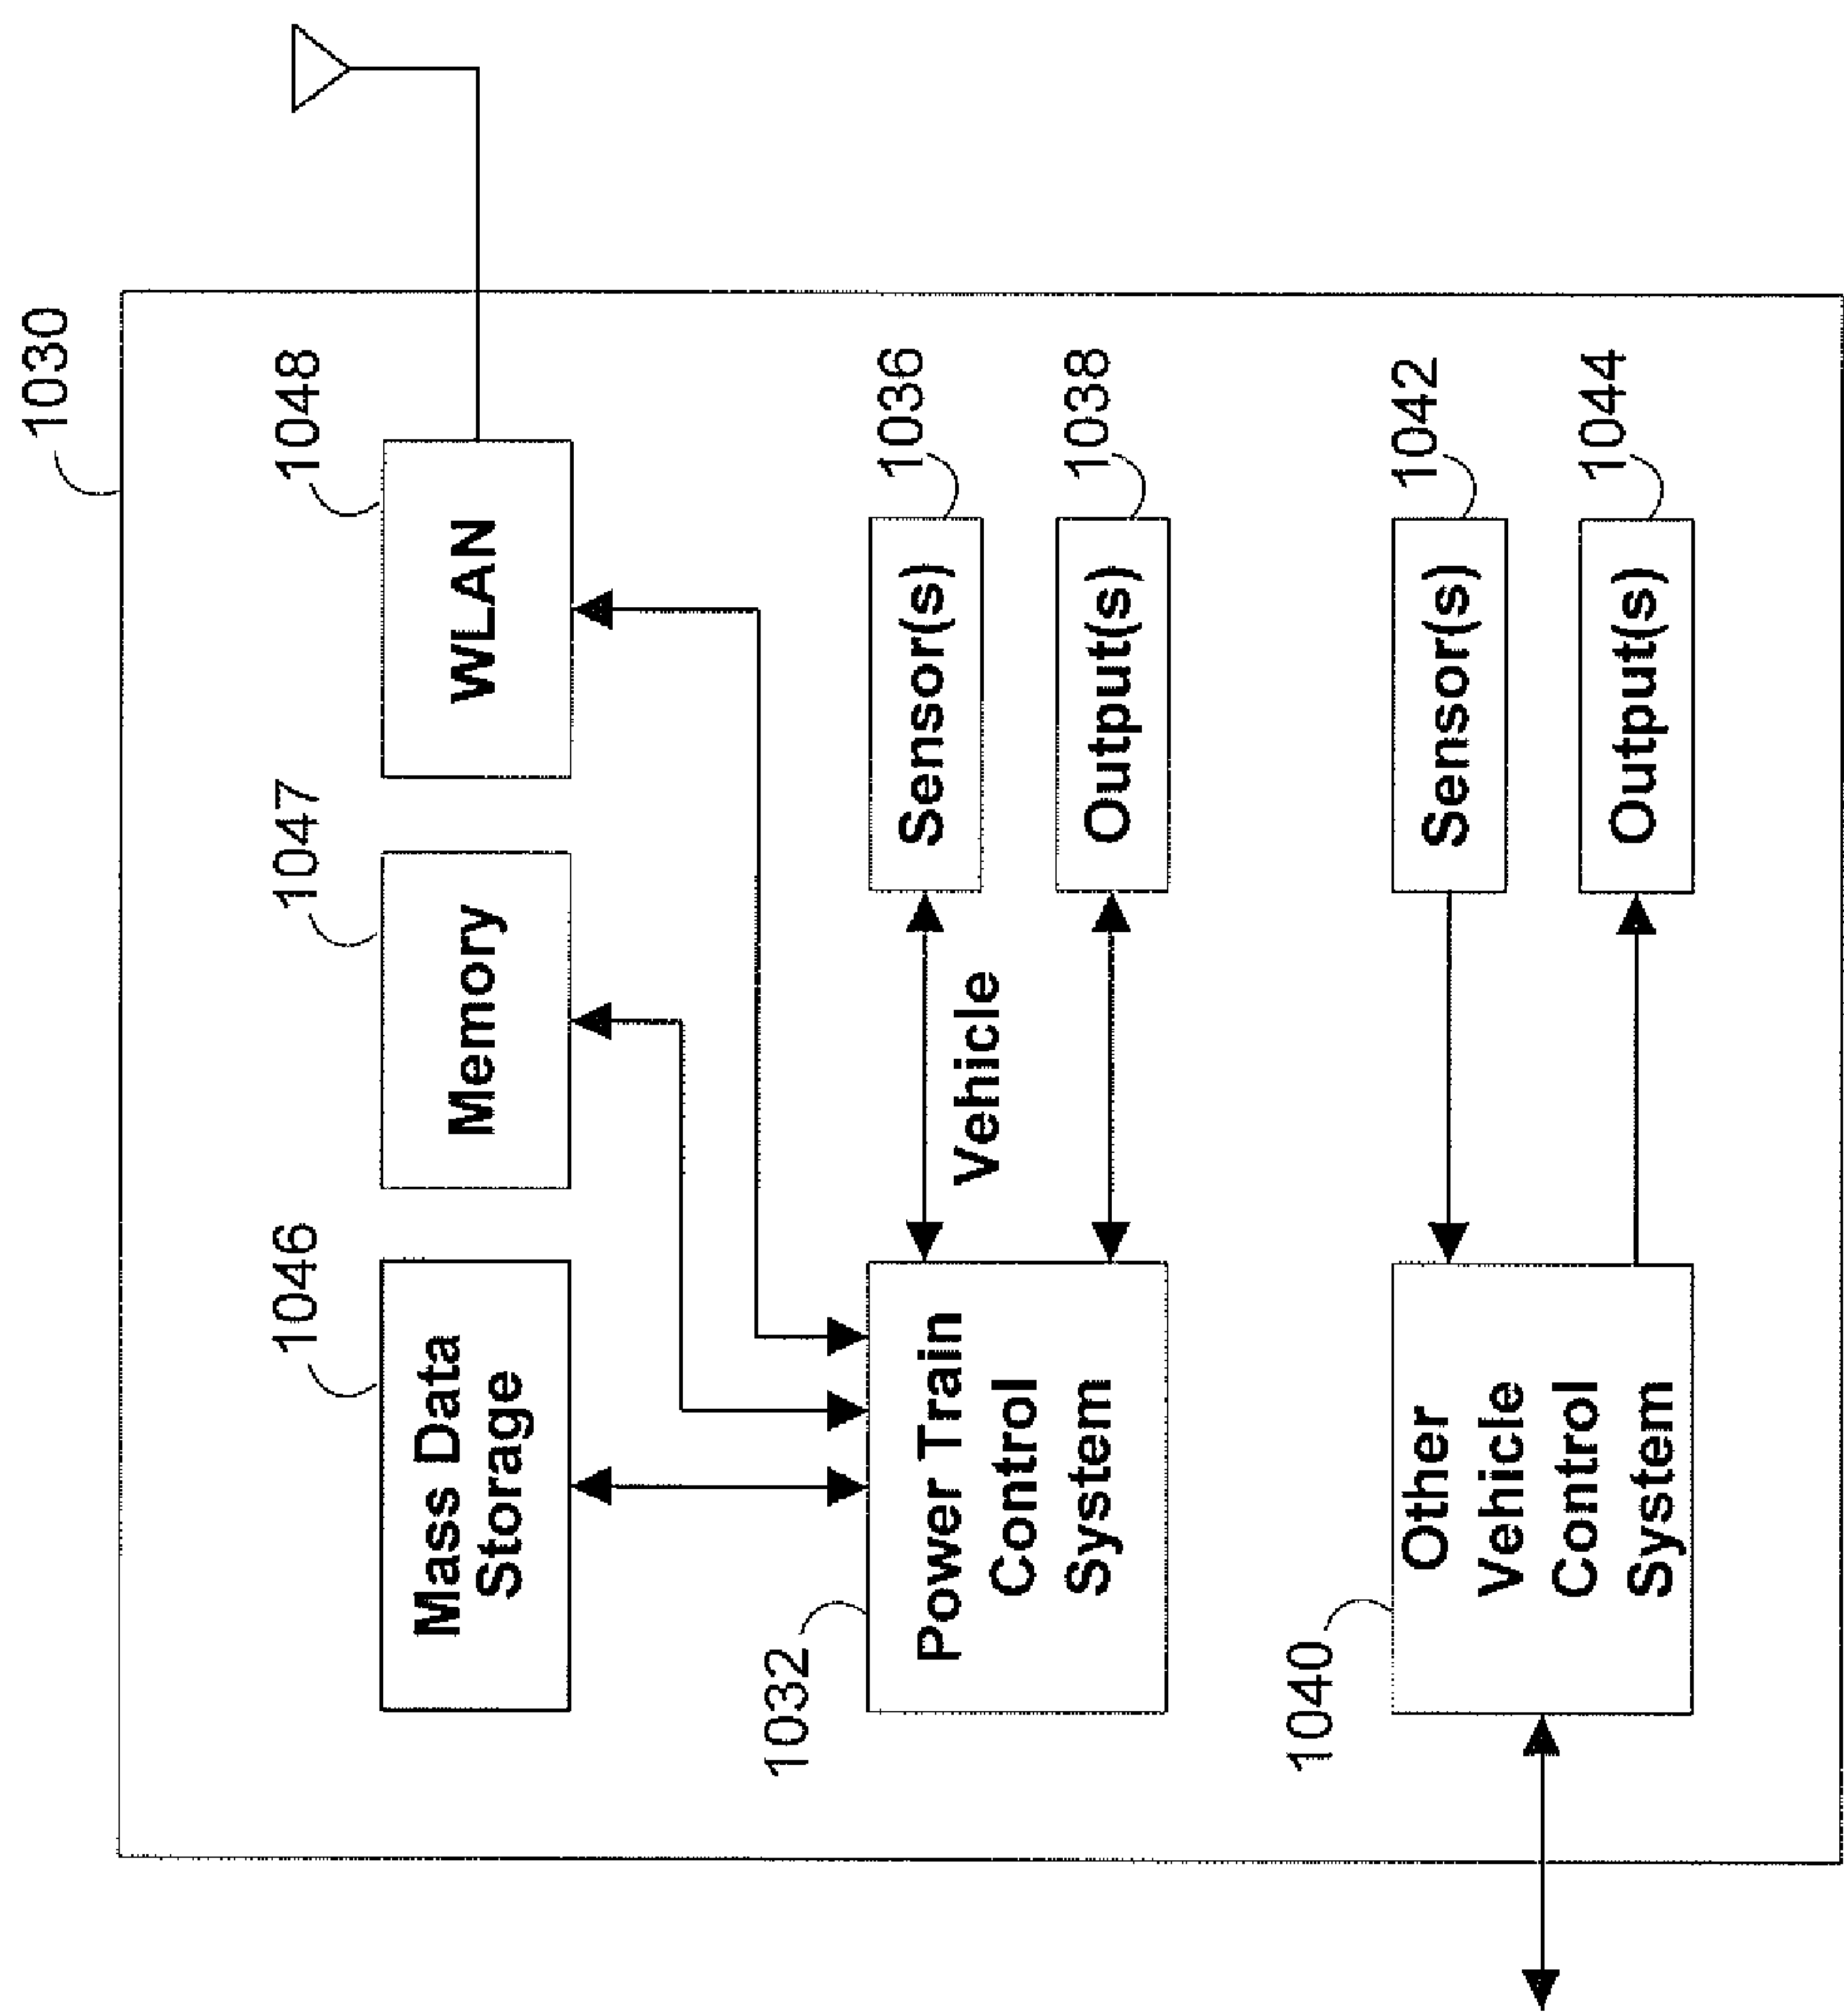 1030
1046
1047
1048
Mass Data
Storage
Memory
WLAN
1032
Power Train
Control
System
Vehicle
Sensor(s)
1036
Output(s)
1038
1040
Other
Vehicle
Control
System
Sensor(s)
1042
Output(s)
1044